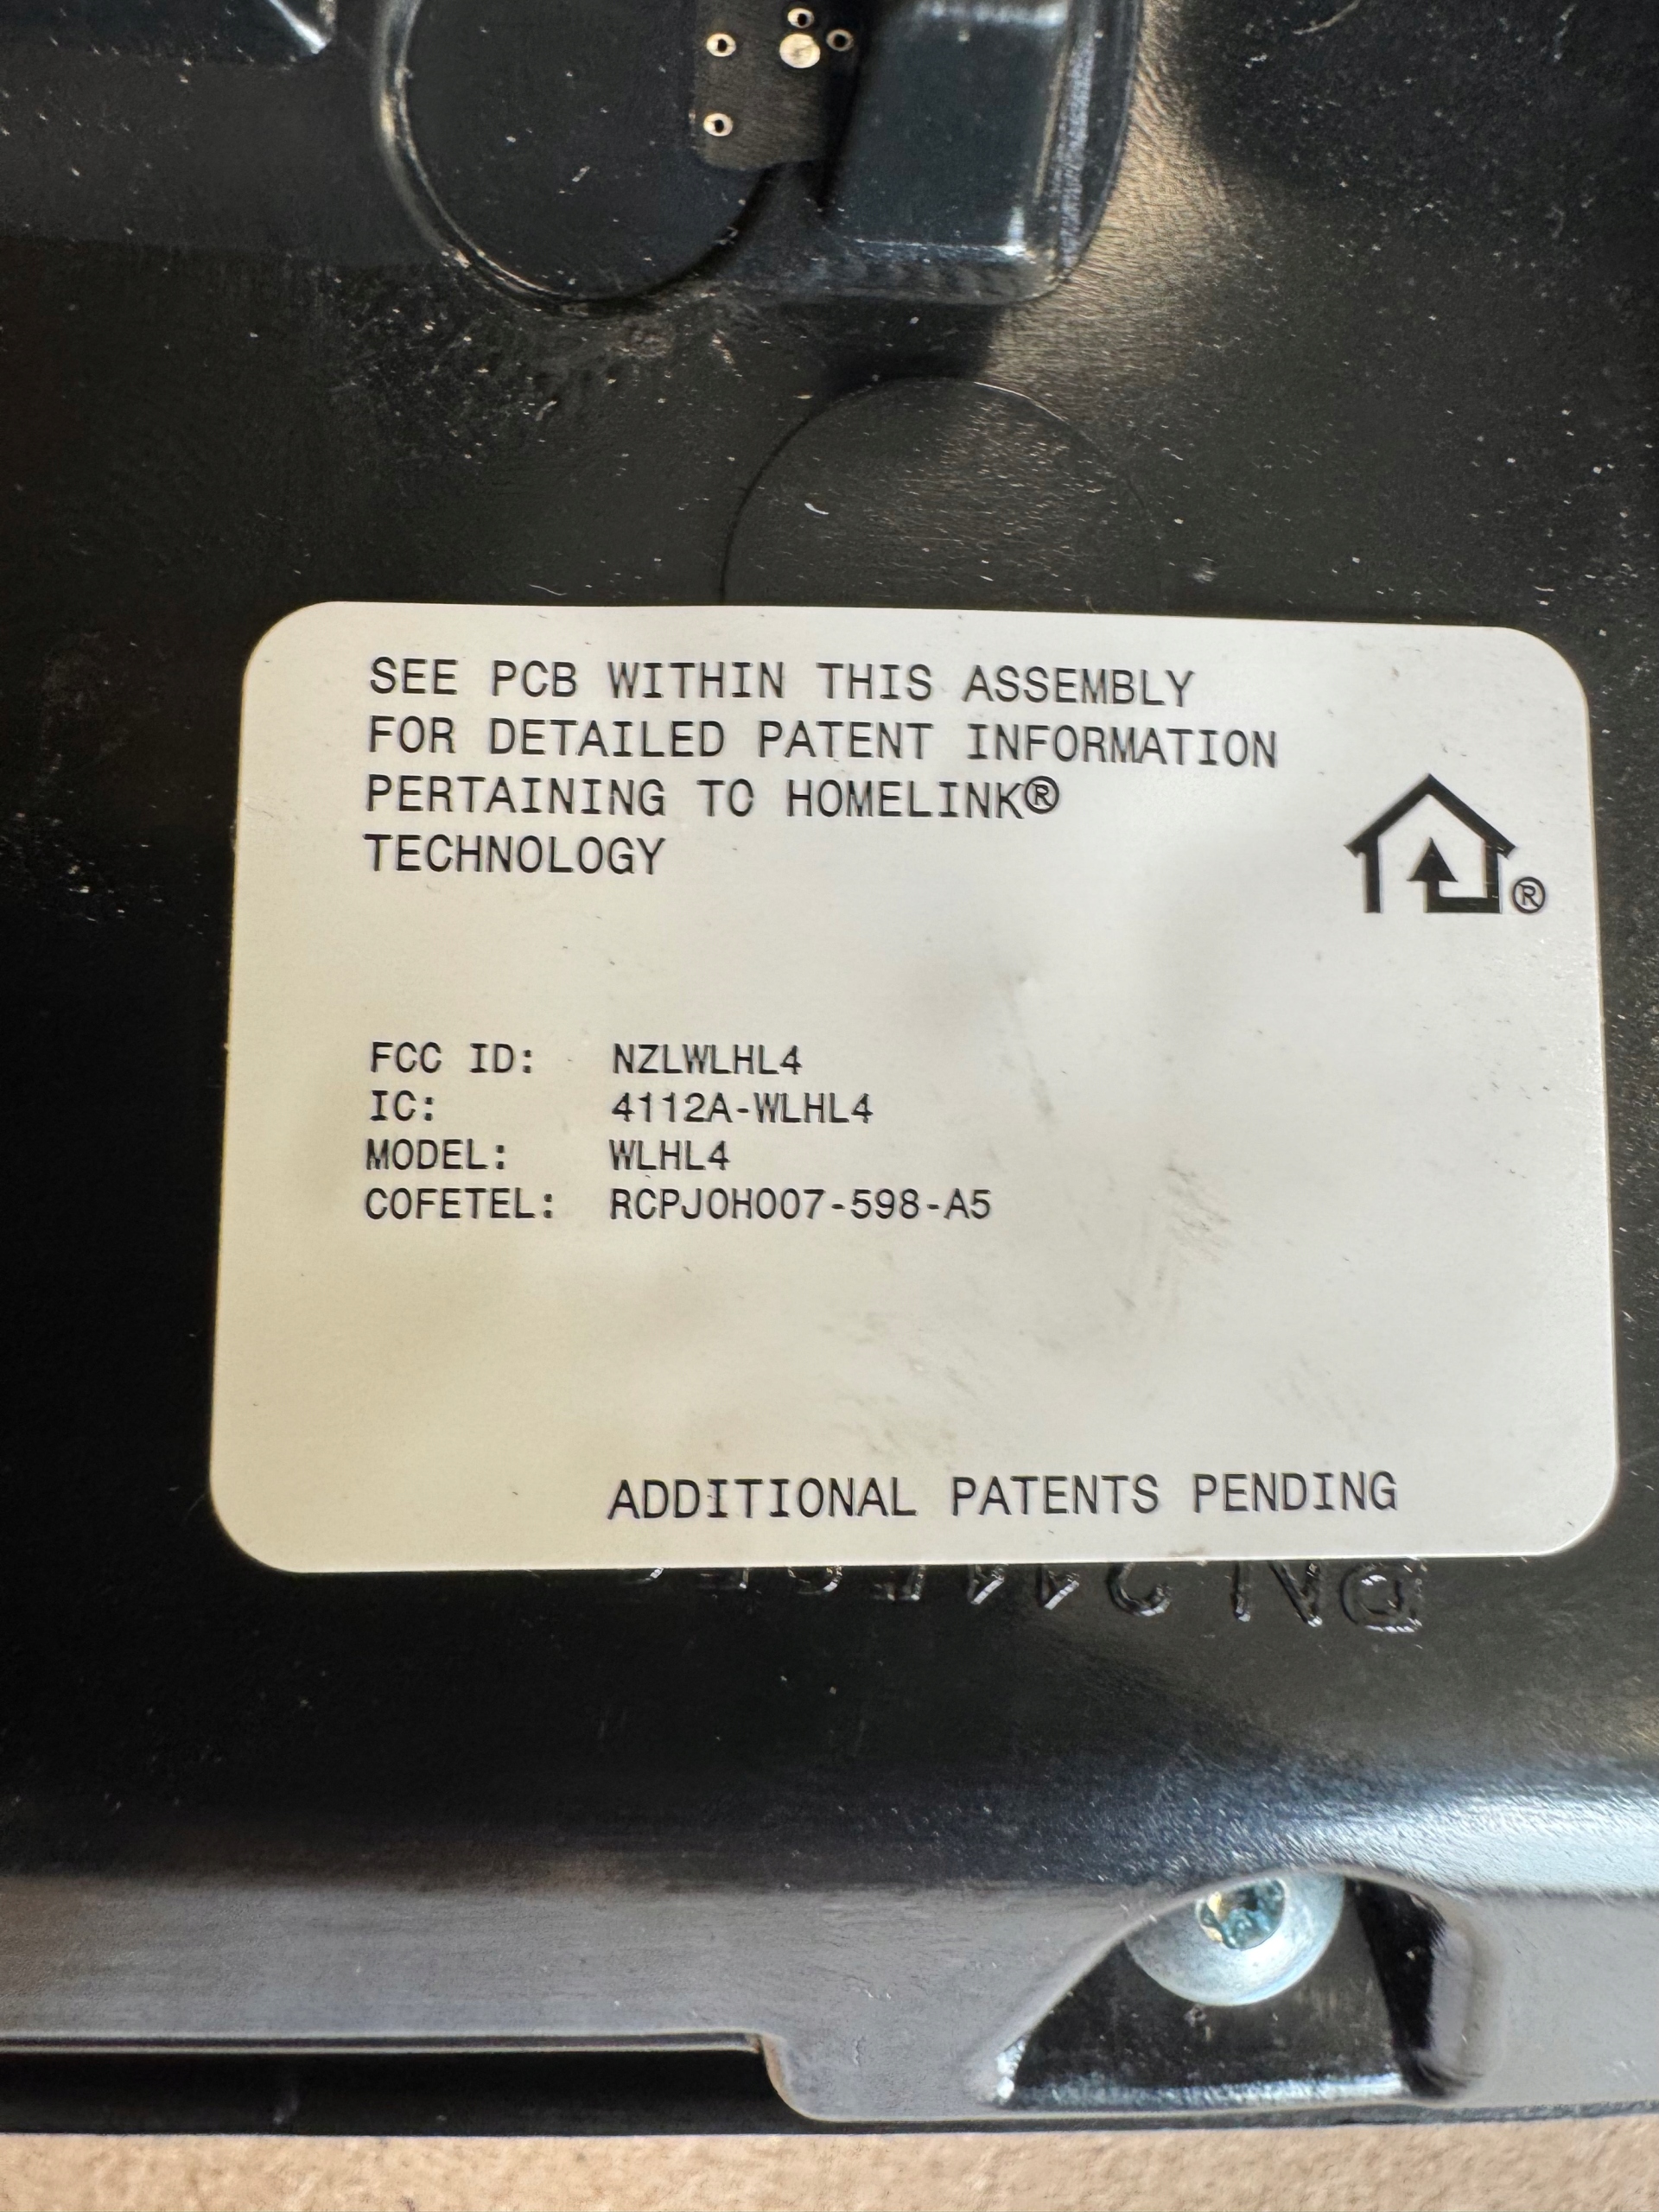 SEE PCB WITHIN THIS ASSEMBLY
FOR DETAILED PATENT INFORMATION
PERTAINING TO HOMELINK®
TECHNOLOGY
®
FCC ID: NZLWLHL4
IC: 4112A-WLHL4
MODEL: WLHL4
COFETEL: RCPJOHO07-598-A5
ADDITIONAL PATENTS PENDING